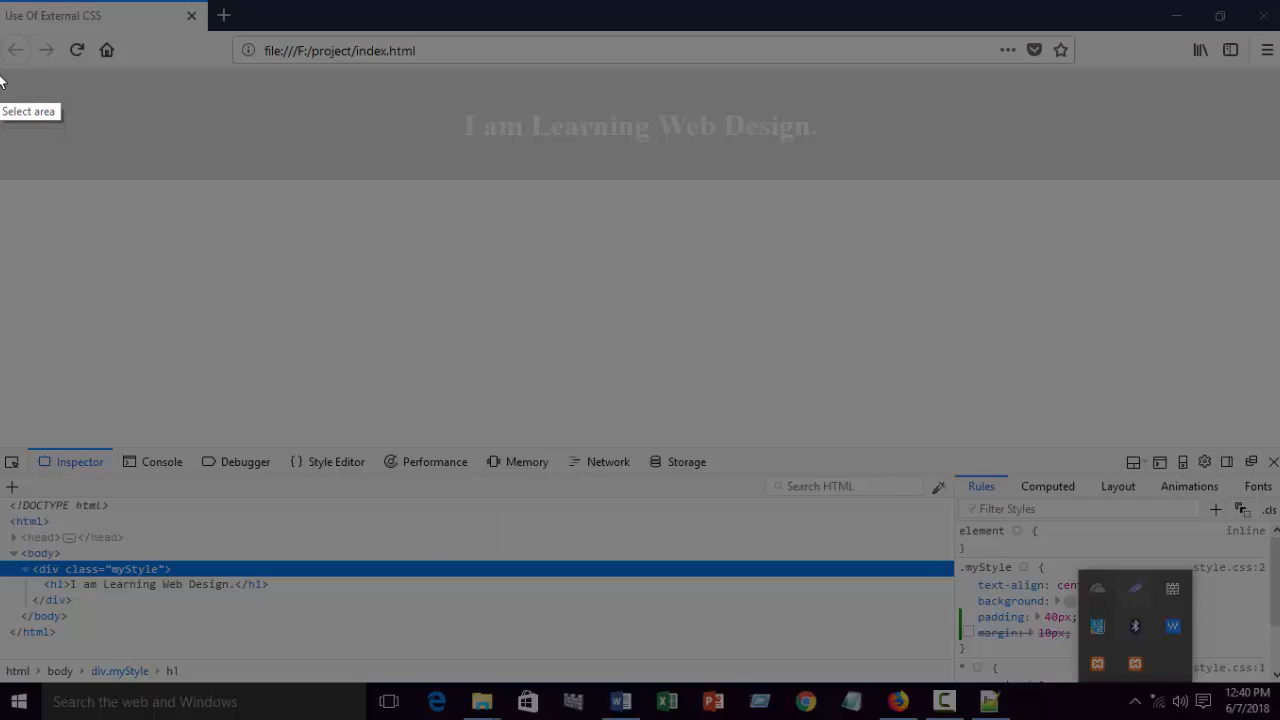 Use Of External CSS
file:///F:/project/index.html
Select area
I am Learning Web Design.
Inspector Console Debugger { } Style Editor Performance Memory Network Storage
+ Search HTML Rules Computed Layout Animations Fonts
<!DOCTYPE html>
<html>
<head></head>
<body>
<div class="myStyle">
<h1>I am Learning Web Design.</h1>
</div>
</body>
</html>
Filter Styles + .cls
element { inline
}
.myStyle { style.css:2
text-align: cen
background:
padding: 40px;
margin: 10px;
}
* { style.css:1
html body div.myStyle h1
Search the web and Windows
12:40 PM
6/7/2018